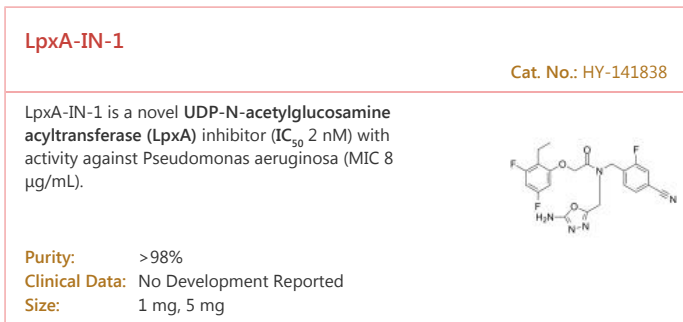 LpxA-IN-1
Cat. No.: HY-141838
LpxA-IN-1 is a novel UDP-N-acetylglucosamine
acyltransferase (LpxA) inhibitor (IC₅₀ 2 nM) with
activity against Pseudomonas aeruginosa (MIC 8
μg/mL).
F
O
O
N
F
F
N
O
H₂N
N-N
Purity: >98%
Clinical Data: No Development Reported
Size: 1 mg, 5 mg